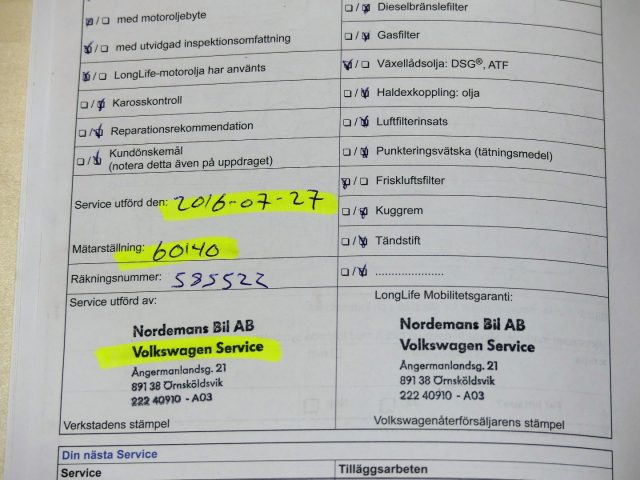 med motoroljebyte
med utvidgad inspektionsomfattning
LongLife-motorolja har använts
Karosskontroll
Reparationsrekommendation
Kundönskemål
(notera detta även på uppdraget)
Service utförd den: 2016-07-27
Mätarställning: 60140
Räkningsnummer: 585522
Service utförd av:
Nordemans Bil AB
Volkswagen Service
Ångermanlandsg. 21
891 38 Örnsköldsvik
222 40910 - A03
Verkstadens stämpel
Dieselbränslefilter
Gasfilter
Växellådsolja: DSG®, ATF
Haldexkoppling: olja
Luftfilterinsats
Punkteringsvätska (tätningsmedel)
Friskluftsfilter
Kuggrem
Tändstift
......................
LongLife Mobilitetsgaranti:
Nordemans Bil AB
Volkswagen Service
Ångermanlandsg. 21
891 38 Örnsköldsvik
222 40910 - A03
Volkswagenåterförsäljarens stämpel
Din nästa Service
Service
Tilläggsarbeten